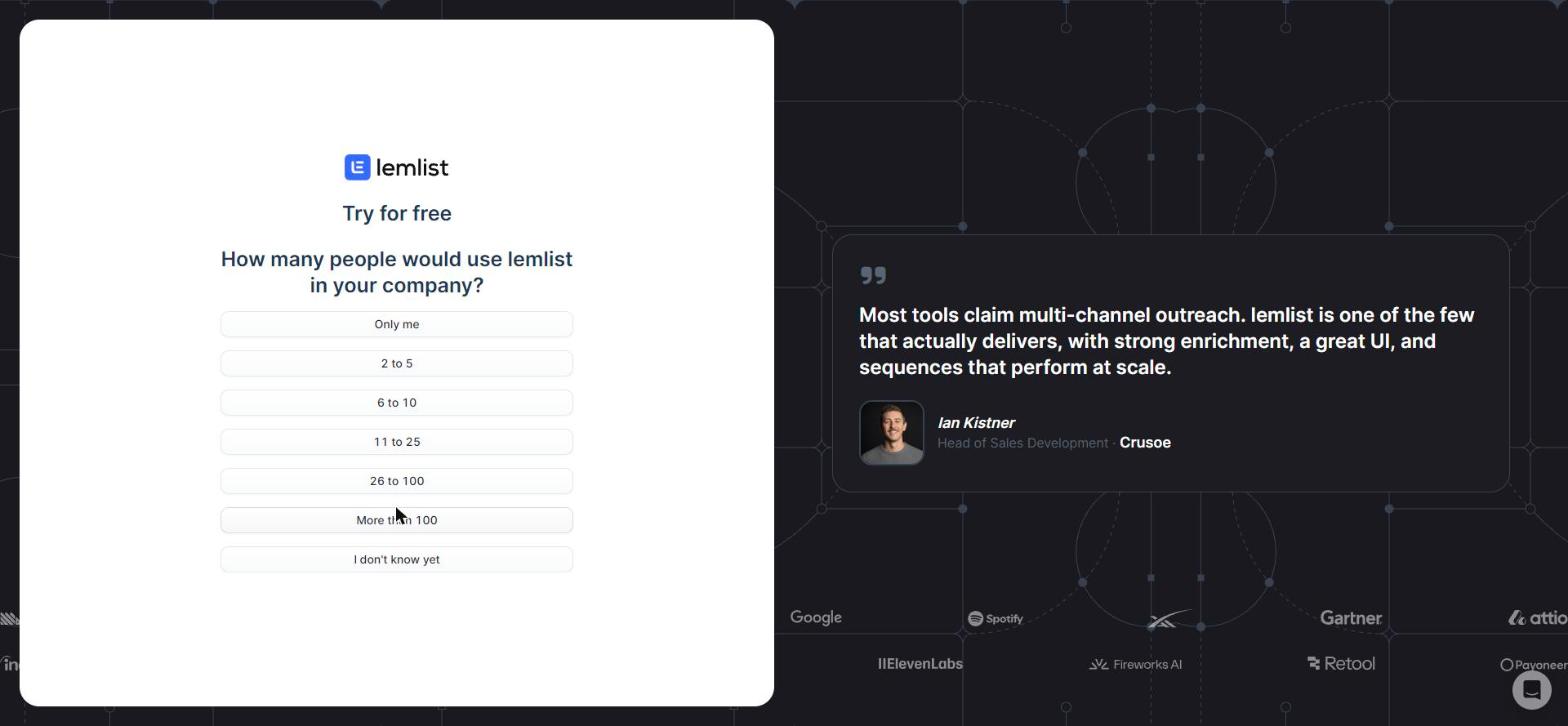 lemlist
Try for free
How many people would use lemlist
in your company?
Only me
2 to 5
6 to 10
11 to 25
26 to 100
More than 100
I don't know yet
Most tools claim multi-channel outreach. lemlist is one of the few
that actually delivers, with strong enrichment, a great UI, and
sequences that perform at scale.
Ian Kistner
Head of Sales Development · Crusoe
Google
Spotify
Gartner
attio
IIElevenLabs
Fireworks AI
Retool
Payoneer